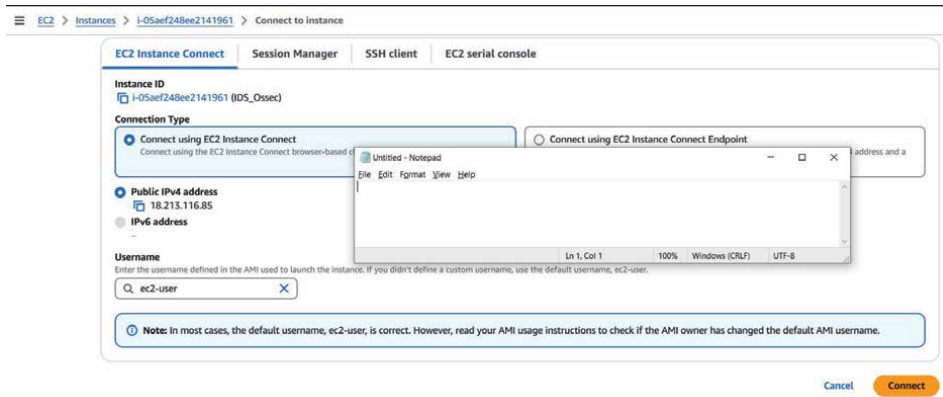 EC2 > Instances > i-05aef248ee2141961 > Connect to instance
EC2 Instance Connect Session Manager SSH client EC2 serial console
Instance ID
i-05aef248ee2141961 (IDS_Ossec)
Connection Type
Connect using EC2 Instance Connect
Connect using the EC2 Instance Connect browser-based
Connect using EC2 Instance Connect Endpoint
address and a
Untitled - Notepad
File Edit Format View Help
Ln 1, Col 1 100% Windows (CRLF) UTF-8
Public IPv4 address
18.213.116.85
IPv6 address
–
Username
Enter the username defined in the AMI used to launch the instance. If you didn't define a custom username, use the default username, ec2-user.
ec2-user
Note: In most cases, the default username, ec2-user, is correct. However, read your AMI usage instructions to check if the AMI owner has changed the default AMI username.
Cancel Connect